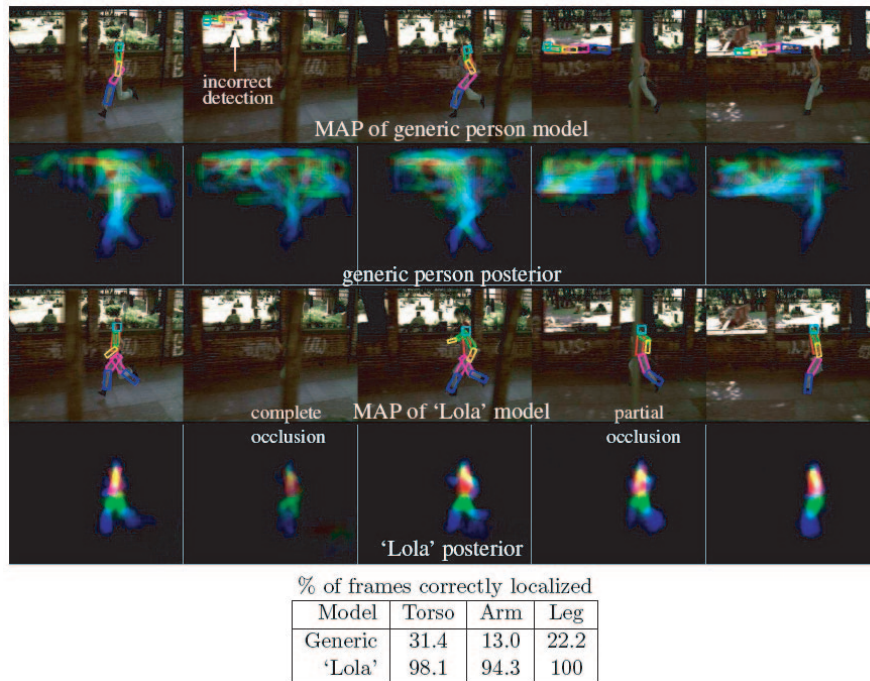 incorrect
detection
MAP of generic person model
generic person posterior
complete
occlusion
MAP of 'Lola' model
partial
occlusion
'Lola' posterior
% of frames correctly localized
Model Torso Arm Leg
Generic 31.4 13.0 22.2
'Lola' 98.1 94.3 100